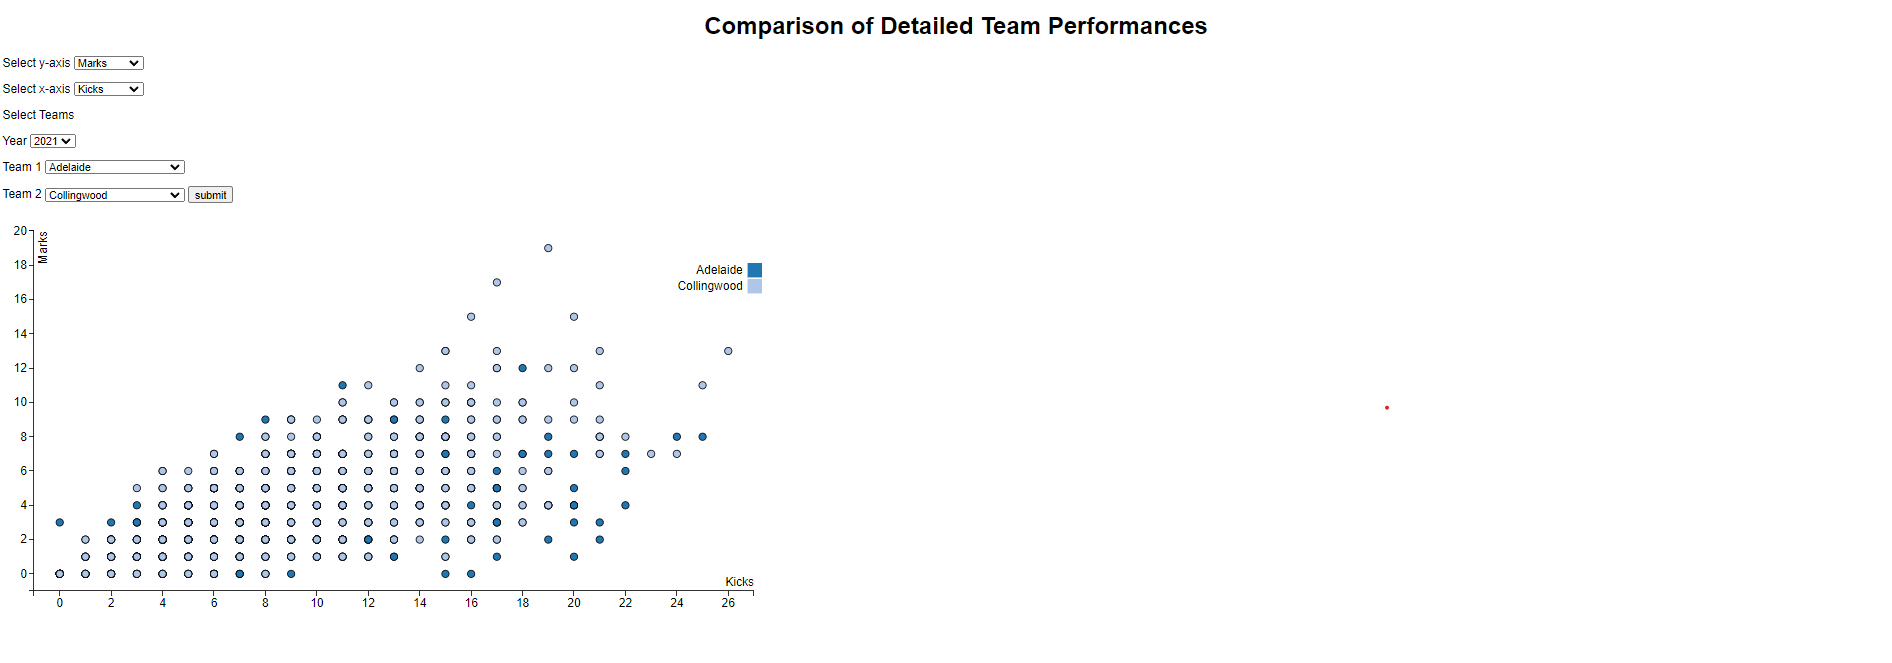 Comparison of Detailed Team Performances
Select y-axis Marks
Select x-axis Kicks
Select Teams
Year 2021
Team 1 Adelaide
Team 2 Collingwood submit
Marks
20
18
16
14
12
10
8
6
4
2
0
Adelaide
Collingwood
Kicks
0 2 4 6 8 10 12 14 16 18 20 22 24 26